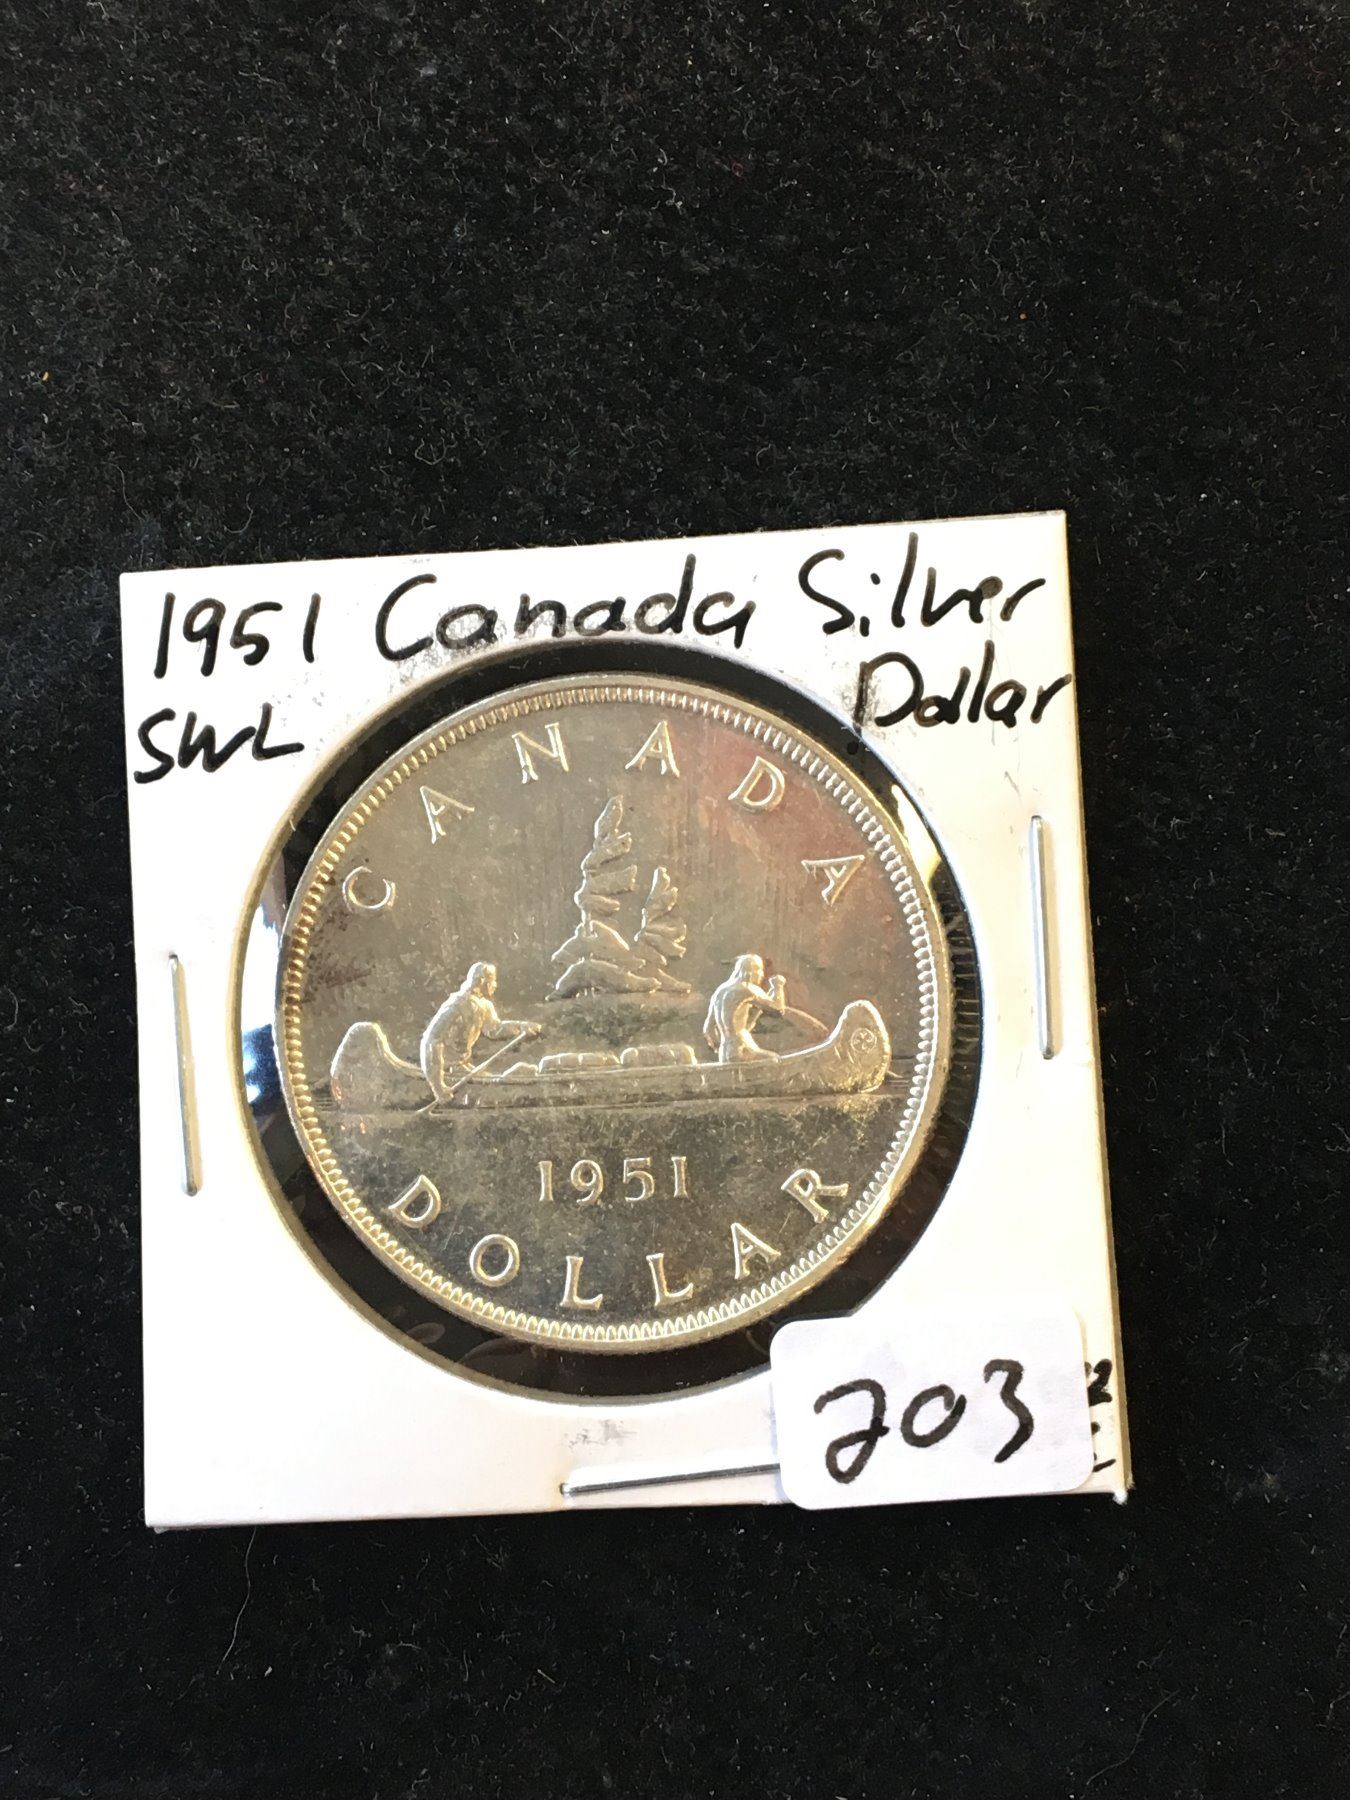 1951 Canada Silver
SWL Dollar
CANADA
1951
DOLLAR
203